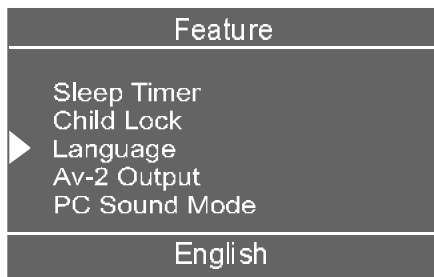 Feature
Sleep Timer
Child Lock
Language
Av-2 Output
PC Sound Mode
English